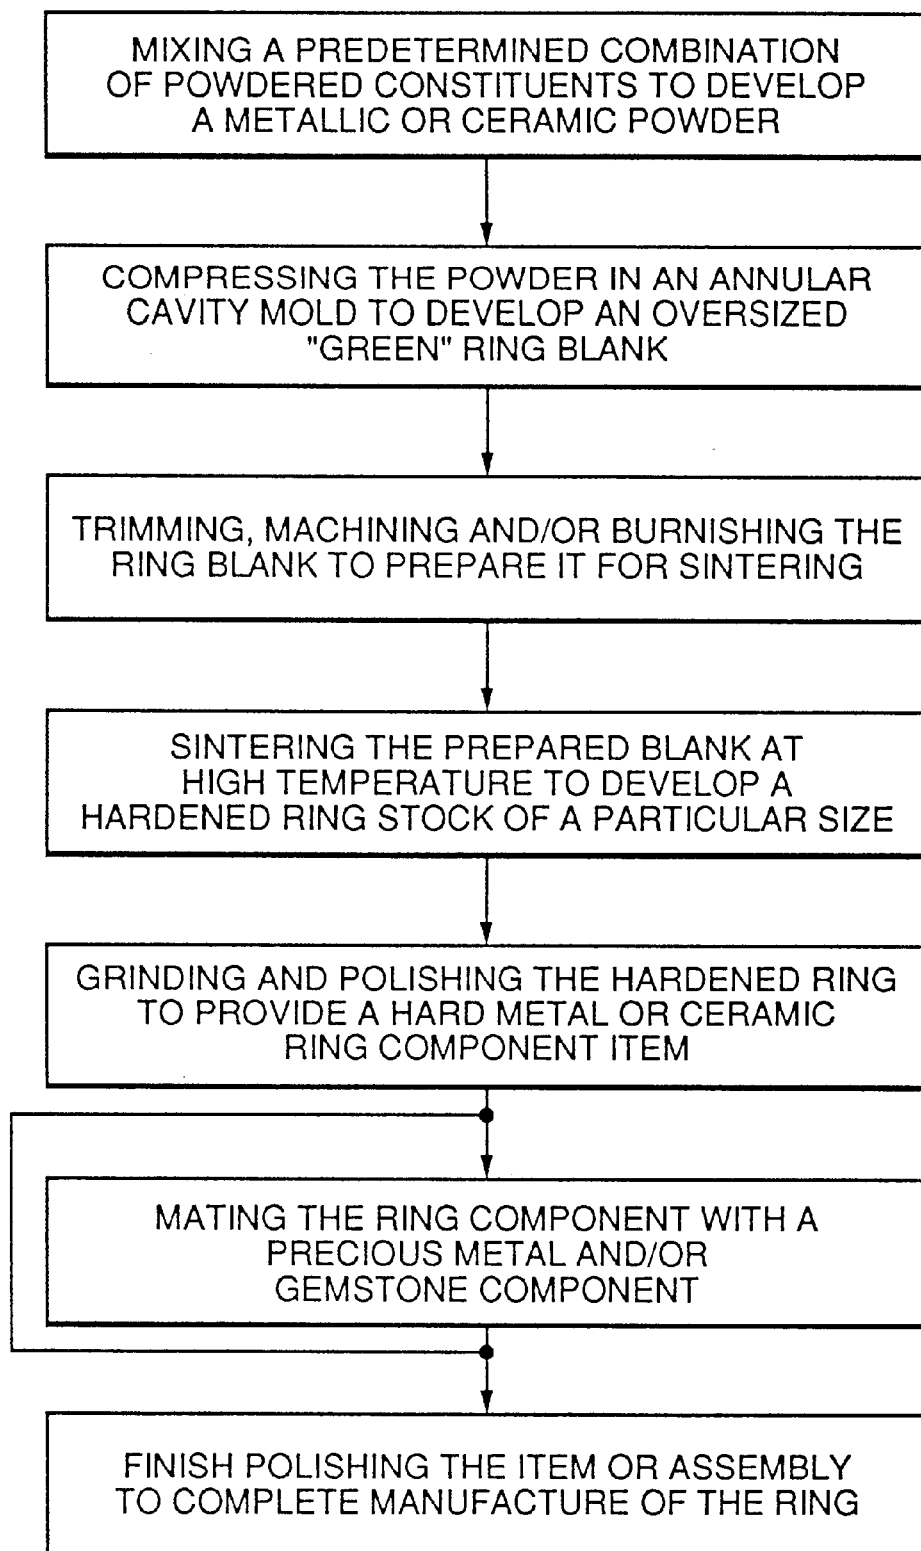 MIXING A PREDETERMINED COMBINATION
OF POWDERED CONSTITUENTS TO DEVELOP
A METALLIC OR CERAMIC POWDER
COMPRESSING THE POWDER IN AN ANNULAR
CAVITY MOLD TO DEVELOP AN OVERSIZED
"GREEN" RING BLANK
TRIMMING, MACHINING AND/OR BURNISHING THE
RING BLANK TO PREPARE IT FOR SINTERING
SINTERING THE PREPARED BLANK AT
HIGH TEMPERATURE TO DEVELOP A
HARDENED RING STOCK OF A PARTICULAR SIZE
GRINDING AND POLISHING THE HARDENED RING
TO PROVIDE A HARD METAL OR CERAMIC
RING COMPONENT ITEM
MATING THE RING COMPONENT WITH A
PRECIOUS METAL AND/OR
GEMSTONE COMPONENT
FINISH POLISHING THE ITEM OR ASSEMBLY
TO COMPLETE MANUFACTURE OF THE RING